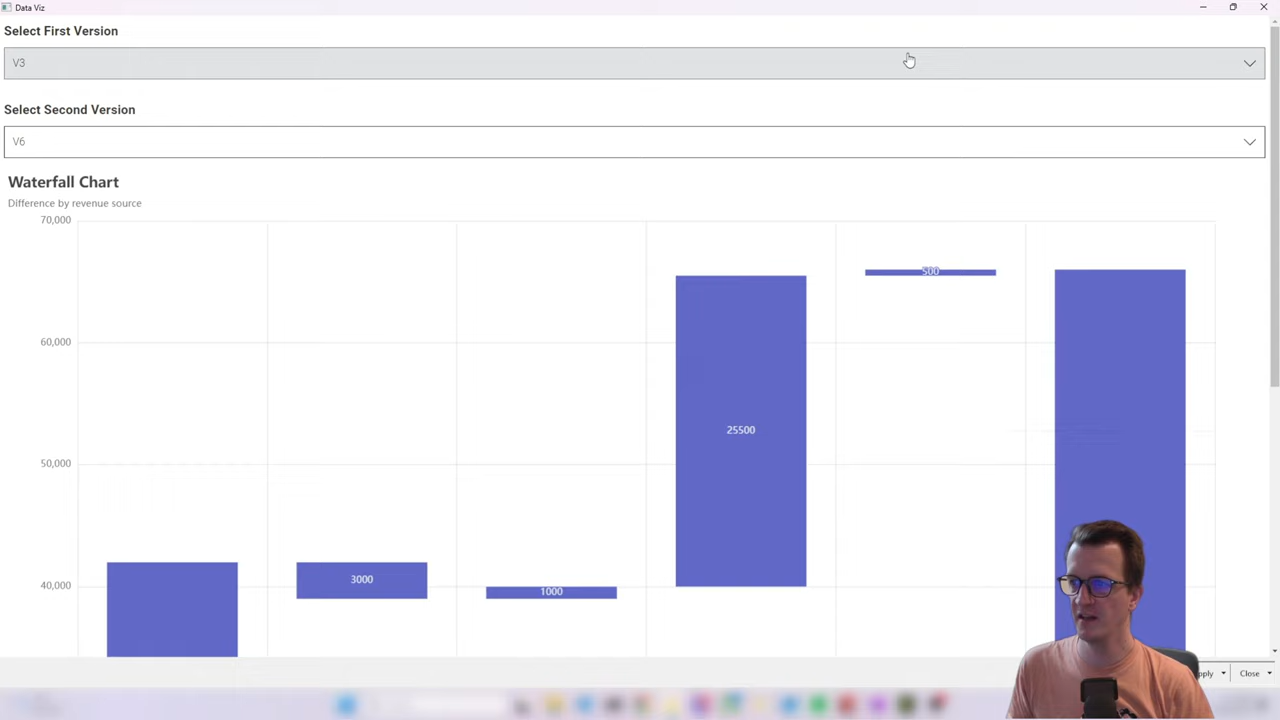 Data Viz
Select First Version
V3
Select Second Version
V6
Waterfall Chart
Difference by revenue source
70,000
500
60,000
25500
50,000
40,000
3000
1000
Close